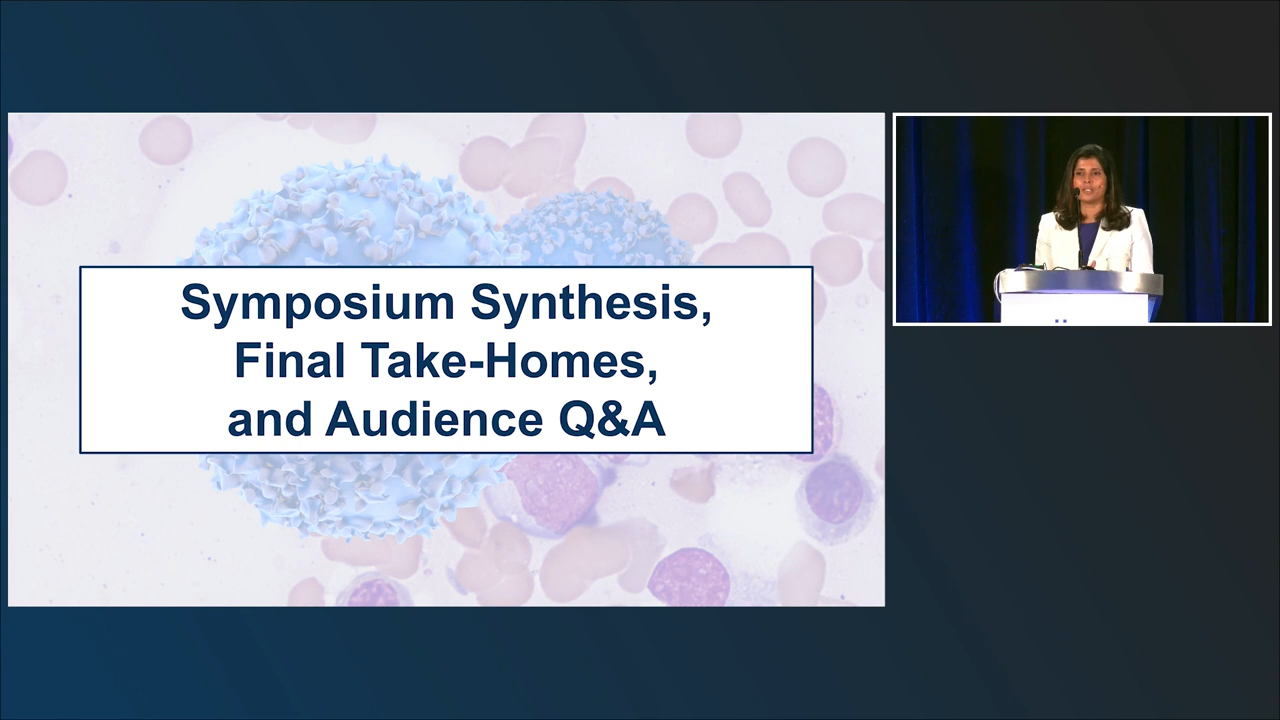 Symposium Synthesis,
Final Take-Homes,
and Audience Q&A